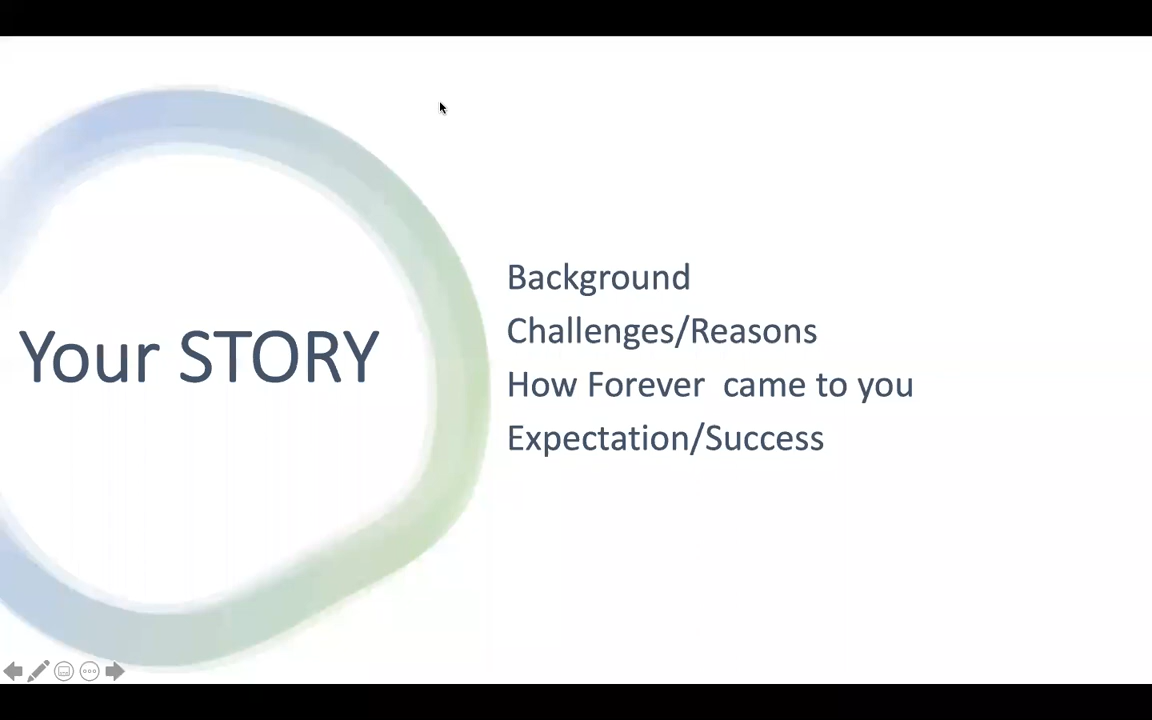 Your STORY
Background
Challenges/Reasons
How Forever  came to you
Expectation/Success